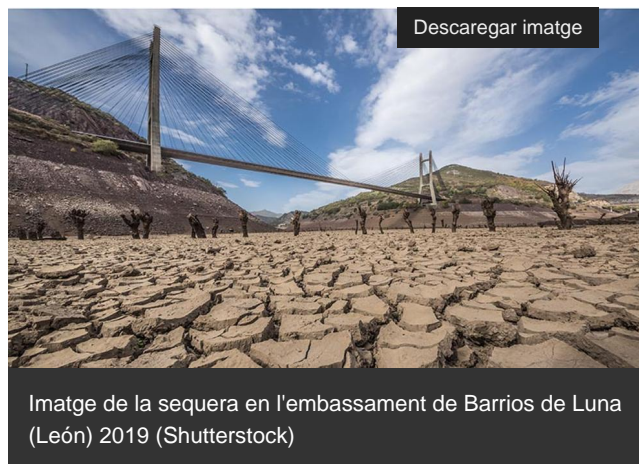 Descaregar imatge
Imatge de la sequera en l'embassament de Barrios de Luna
(León) 2019 (Shutterstock)